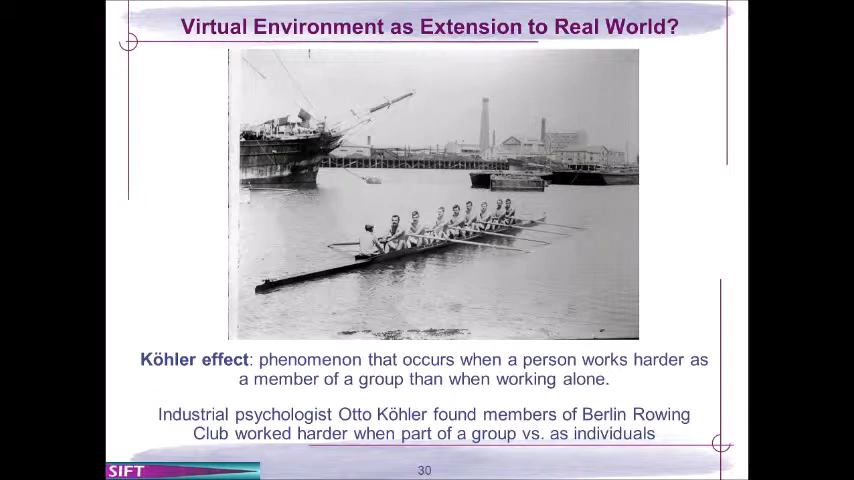 Virtual Environment as Extension to Real World?
Köhler effect: phenomenon that occurs when a person works harder as
a member of a group than when working alone.
Industrial psychologist Otto Köhler found members of Berlin Rowing
Club worked harder when part of a group vs. as individuals
SIFT
30